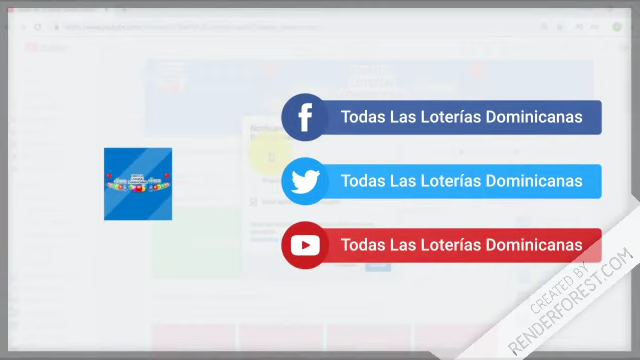 Todas Las Loterías Dominicanas
Todas Las Loterías Dominicanas
Todas Las Loterías Dominicanas
CREATED BY
RENDERFOREST.COM